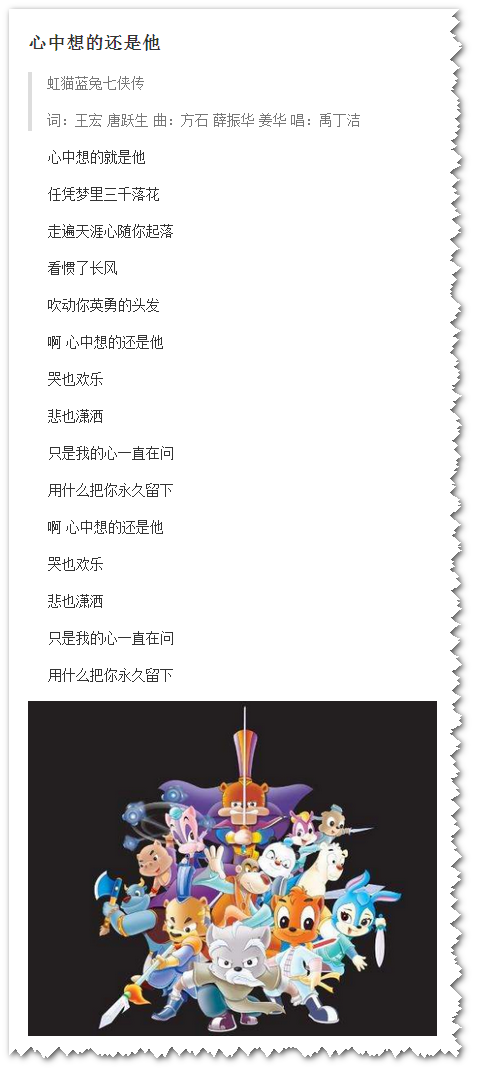 心中想的还是他
虹猫蓝兔七侠传
词：王宏 唐跃生 曲：方石 薛振华 姜华 唱：禹丁洁
心中想的就是他
任凭梦里三千落花
走遍天涯心随你起落
看惯了长风
吹动你英勇的头发
啊 心中想的还是他
哭也欢乐
悲也潇洒
只是我的心一直在问
用什么把你永久留下
啊 心中想的还是他
哭也欢乐
悲也潇洒
只是我的心一直在问
用什么把你永久留下